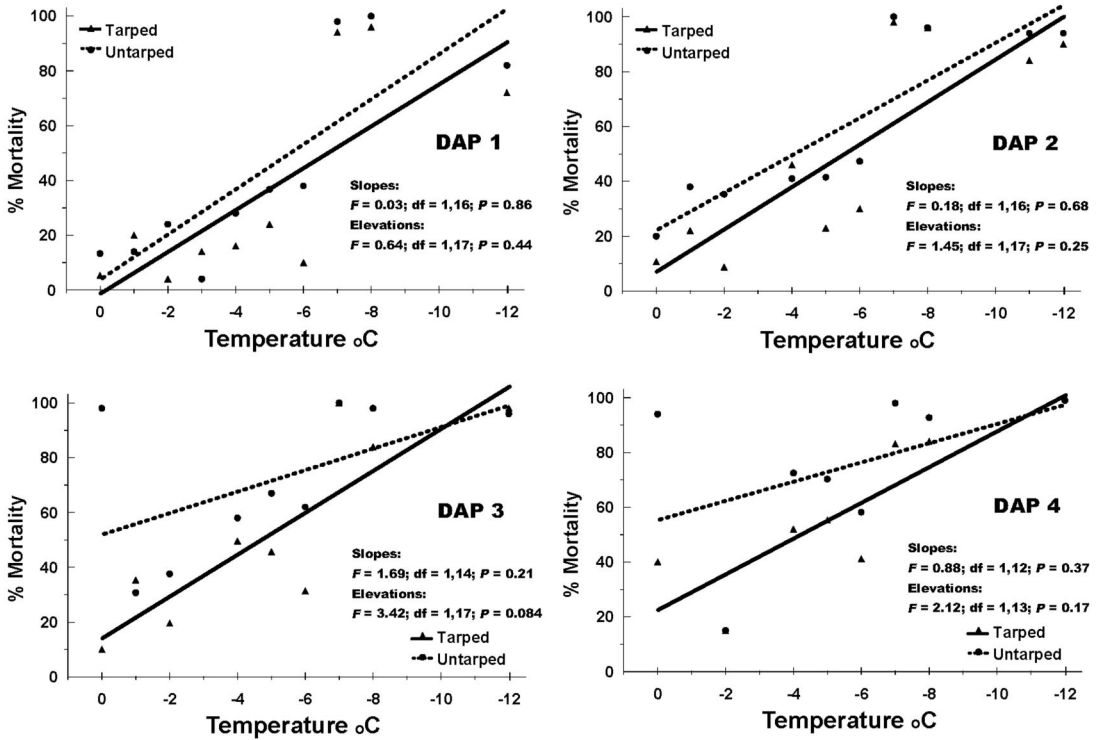 100
80
60
40
20
0
% Mortality
Tarped
Untarped
DAP 1
Slopes:
F = 0.03; df = 1,16; P = 0.86
Elevations:
F = 0.64; df = 1,17; P = 0.44
0 -2 -4 -6 -8 -10 -12
Temperature oC
100
80
60
40
20
0
% Mortality
Tarped
Untarped
DAP 2
Slopes:
F = 0.18; df = 1,16; P = 0.68
Elevations:
F = 1.45; df = 1,17; P = 0.25
0 -2 -4 -6 -8 -10 -12
Temperature oC
100
80
60
40
20
0
% Mortality
DAP 3
Slopes:
F = 1.69; df = 1,14; P = 0.21
Elevations:
F = 3.42; df = 1,17; P = 0.084
Tarped
Untarped
0 -2 -4 -6 -8 -10 -12
Temperature oC
100
80
60
40
20
0
% Mortality
DAP 4
Slopes:
F = 0.88; df = 1,12; P = 0.37
Elevations:
F = 2.12; df = 1,13; P = 0.17
Tarped
Untarped
0 -2 -4 -6 -8 -10 -12
Temperature oC